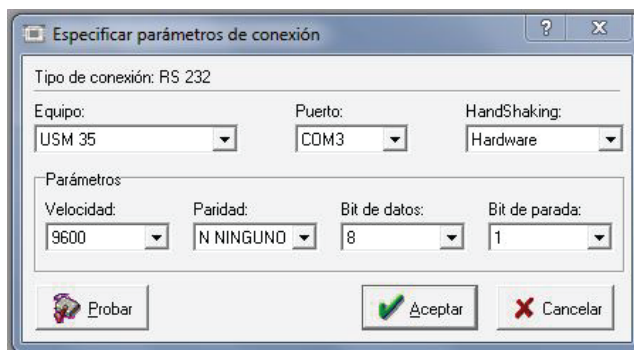 Especificar parámetros de conexión
Tipo de conexión: RS 232
Equipo: Puerto: HandShaking:
USM 35 COM3 Hardware
Parámetros
Velocidad: Paridad: Bit de datos: Bit de parada:
9600 N NINGUNO 8 1
Probar Aceptar Cancelar